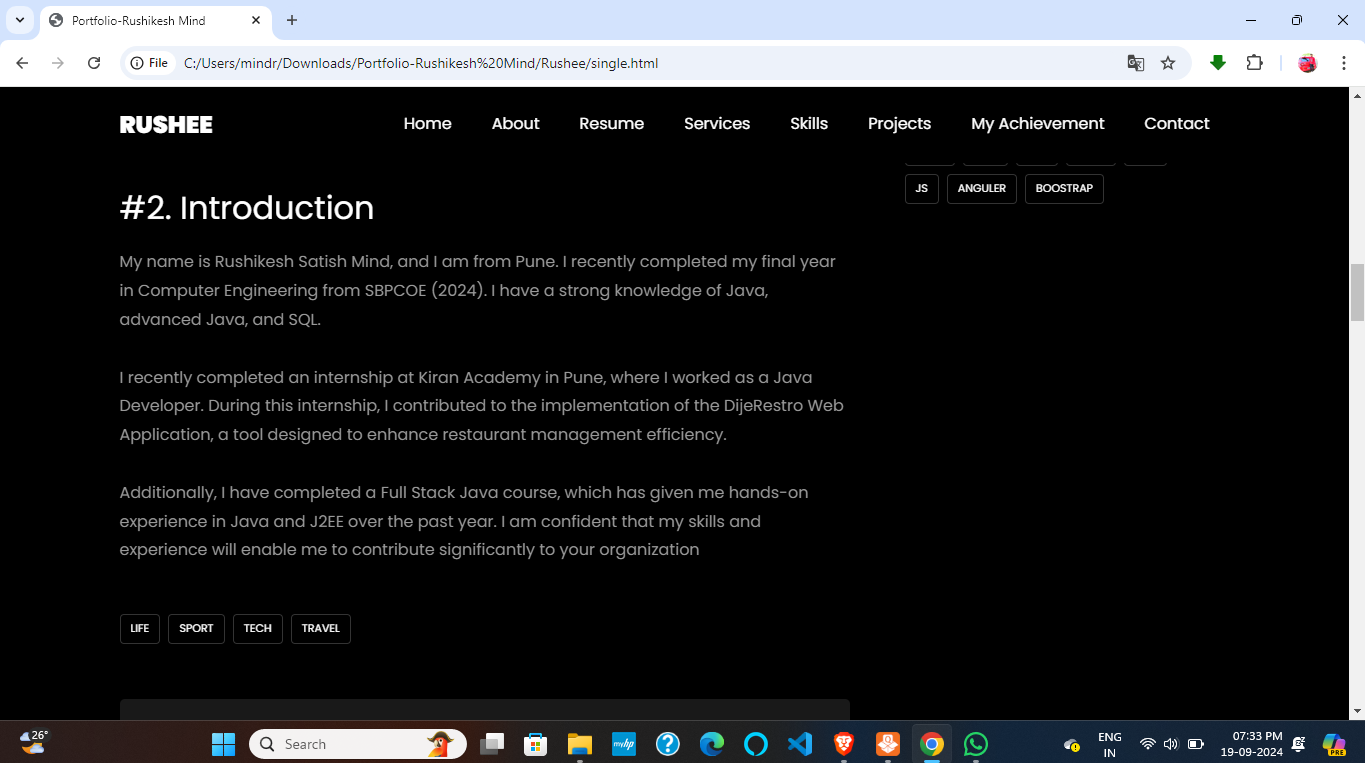 Portfolio-Rushikesh Mind
File
C:/Users/mindr/Downloads/Portfolio-Rushikesh%20Mind/Rushee/single.html
RUSHEE
Home
About
Resume
Services
Skills
Projects
My Achievement
Contact
JS
ANGULER
BOOSTRAP
#2. Introduction
My name is Rushikesh Satish Mind, and I am from Pune. I recently completed my final year
in Computer Engineering from SBPCOE (2024). I have a strong knowledge of Java,
advanced Java, and SQL.
I recently completed an internship at Kiran Academy in Pune, where I worked as a Java
Developer. During this internship, I contributed to the implementation of the DijeRestro Web
Application, a tool designed to enhance restaurant management efficiency.
Additionally, I have completed a Full Stack Java course, which has given me hands-on
experience in Java and J2EE over the past year. I am confident that my skills and
experience will enable me to contribute significantly to your organization
LIFE
SPORT
TECH
TRAVEL
26°
Search
myhp
ENG
IN
07:33 PM
19-09-2024
PRE